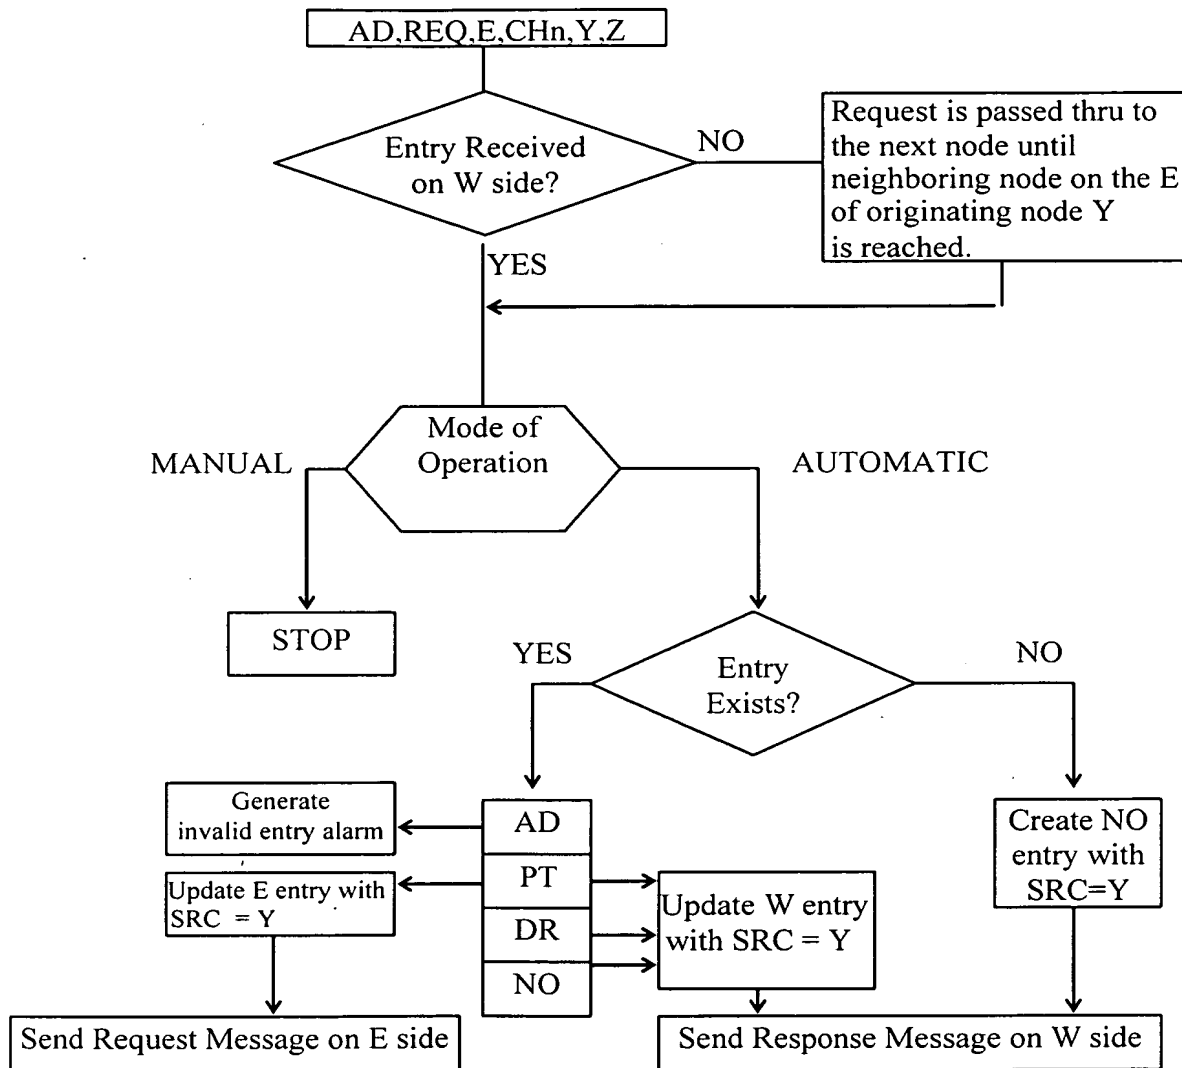 AD,REQ,E,CHn,Y,Z
Entry Received
on W side?
NO
Request is passed thru to
the next node until
neighboring node on the E
of originating node Y
is reached.
YES
Mode of
Operation
MANUAL
AUTOMATIC
STOP
YES
Entry
Exists?
NO
Generate
invalid entry alarm
AD
PT
DR
NO
Update E entry with
SRC = Y
Update W entry
with SRC = Y
Create NO
entry with
SRC=Y
Send Request Message on E side
Send Response Message on W side